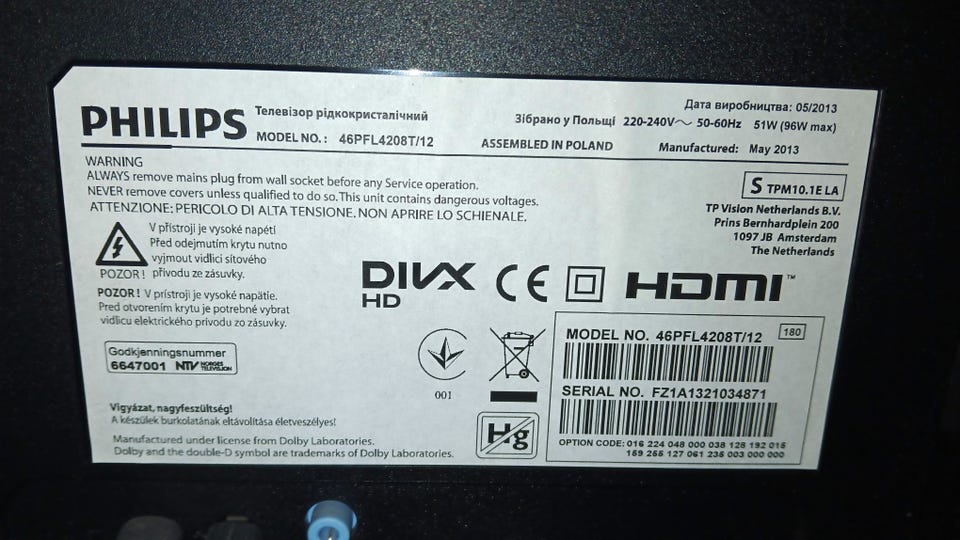 PHILIPS
Телевізор рідкокристалічний
MODEL NO.: 46PFL4208T/12
Зібрано у Польщі 220-240V~ 50-60Hz
ASSEMBLED IN POLAND
Дата виробництва: 05/2013
51W (96W max)
Manufactured: May 2013
WARNING
ALWAYS remove mains plug from wall socket before any Service operation.
NEVER remove covers unless qualified to do so. This unit contains dangerous voltages.
ATTENZIONE: PERICOLO DI ALTA TENSIONE. NON APRIRE LO SCHIENALE.
S TPM10.1E LA
TP Vision Netherlands B.V.
Prins Bernhardplein 200
1097 JB Amsterdam
The Netherlands
V přístroji je vysoké napětí
Před odejmutím krytu nutno
vyjmout vidlici síťového
POZOR! přívodu ze zásuvky.
POZOR! V prístroji je vysoké napätie.
Pred otvorením krytu je potrebné vybrat
vidlicu elektrického prívodu zo zásuvky.
DIVX
HD
CE
HDMI™
Godkjenningsnummer
6647001 NTV NORGES
TELEVISJON
001
Hg
MODEL NO. 46PFL4208T/12
180
SERIAL NO. FZ1A1321034871
OPTION CODE: 016 224 048 000 038 128 192 015
159 255 127 061 235 003 000 000
Vigyázat, nagyfeszültség!
A készülek burkolatának eltávolítása életveszélyes!
Manufactured under license from Dolby Laboratories.
Dolby and the double-D symbol are trademarks of Dolby Laboratories.